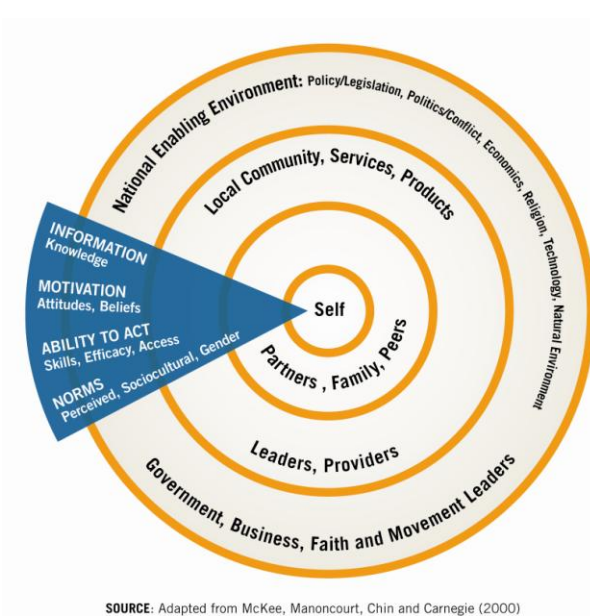 National Enabling Environment: Policy/Legislation, Politics/Conflict, Economics, Religion, Technology, Natural Environment
Local Community, Services, Products
INFORMATION
Knowledge
MOTIVATION
Attitudes, Beliefs
ABILITY TO ACT
Skills, Efficacy, Access
NORMS
Perceived, Sociocultural, Gender
Self
Partners , Family, Peers
Leaders, Providers
Government, Business, Faith and Movement Leaders
SOURCE: Adapted from McKee, Manoncourt, Chin and Carnegie (2000)